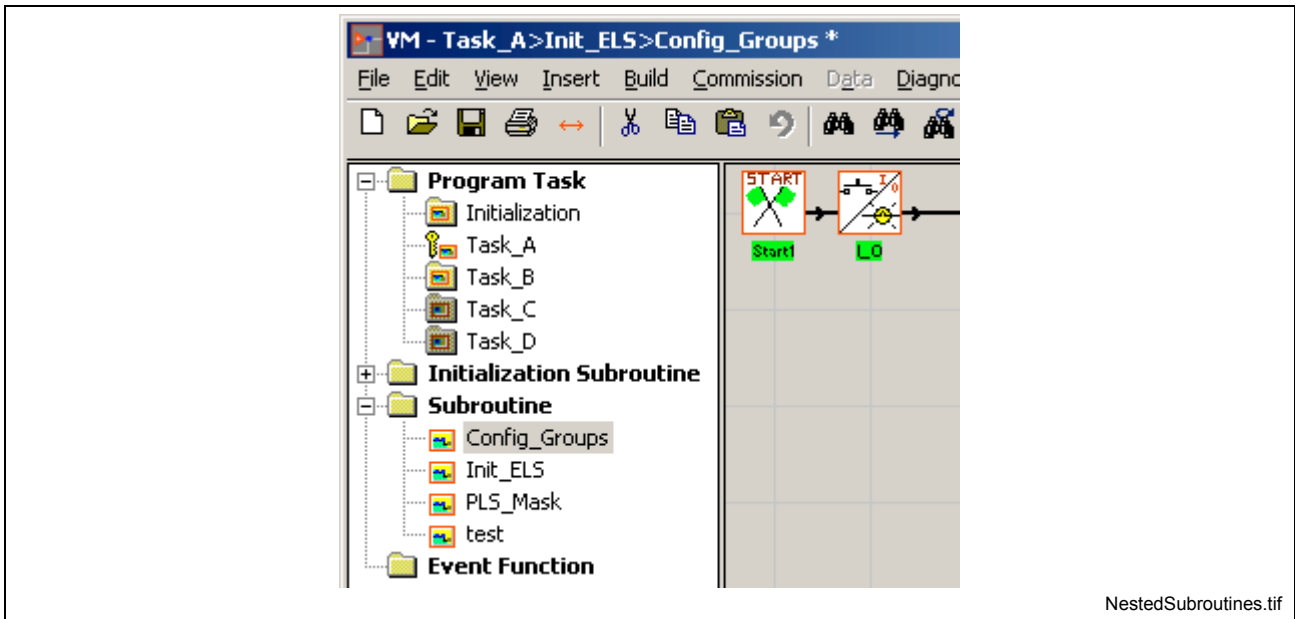 VM - Task_A>Init_ELS>Config_Groups *
File Edit View Insert Build Commission Data Diagno
Program Task
Initialization
Task_A
Task_B
Task_C
Task_D
Initialization Subroutine
Subroutine
Config_Groups
Init_ELS
PLS_Mask
test
Event Function
START
I/0
Start1
I_O
NestedSubroutines.tif